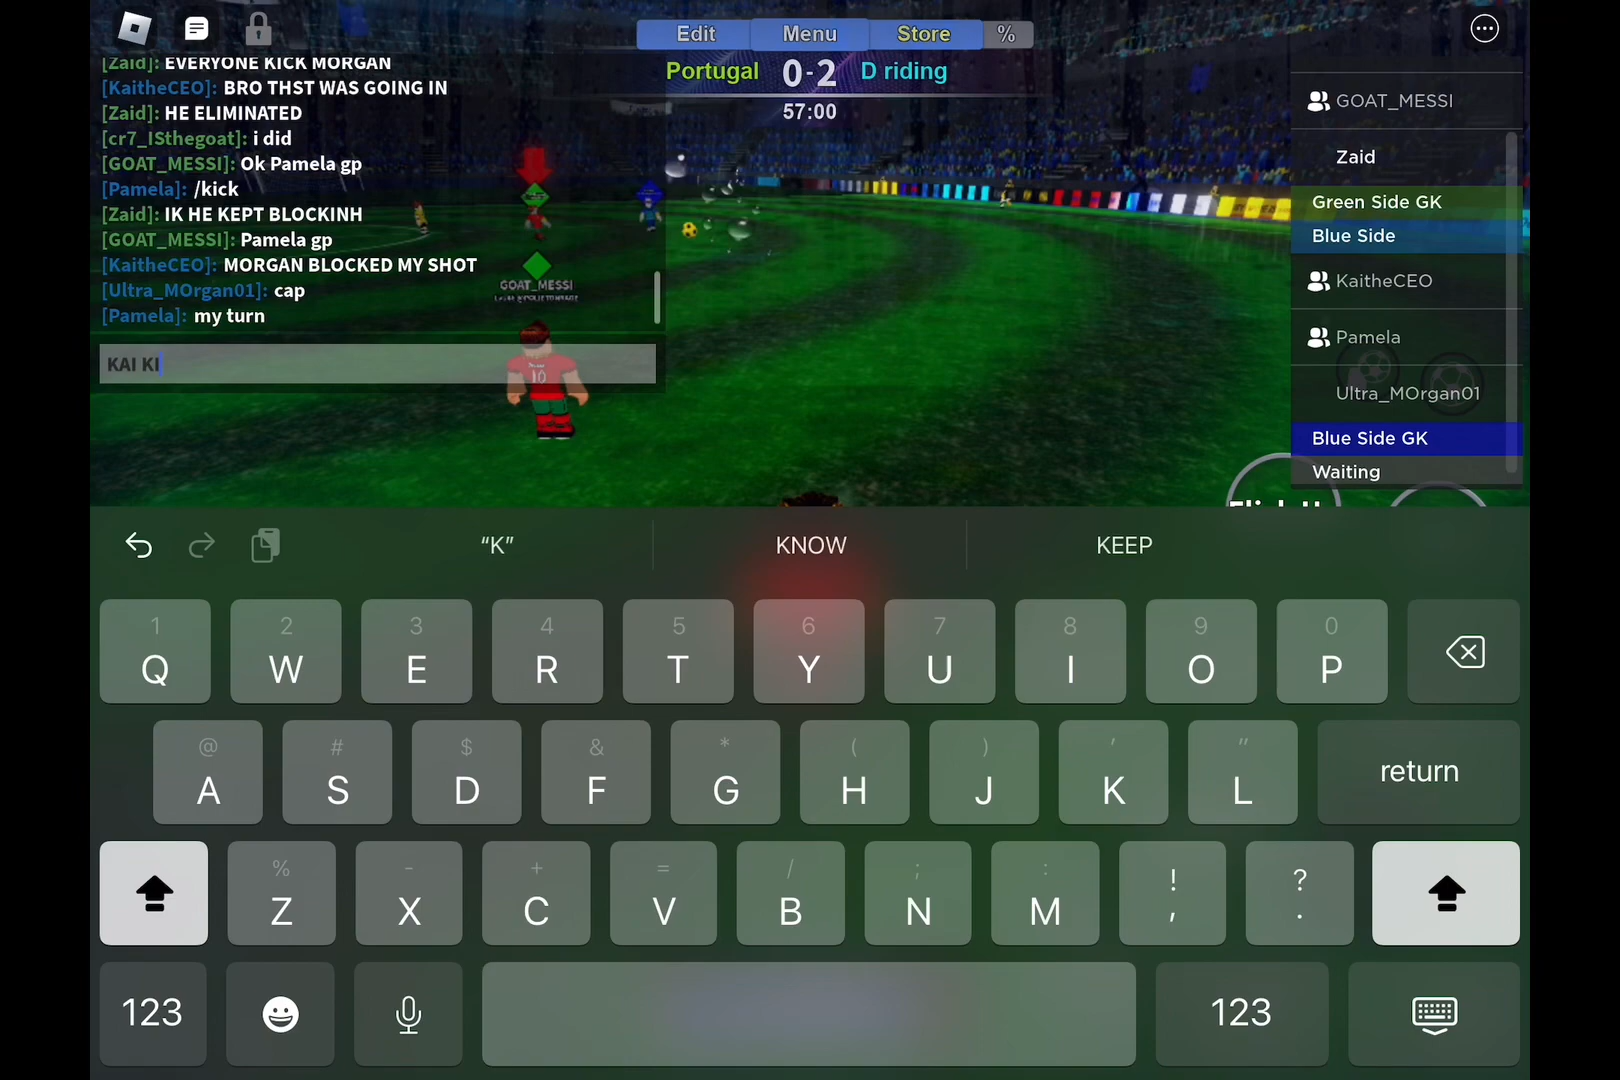 Edit Menu Store %
Portugal 0-2 D riding
57:00
[Zaid]: EVERYONE KICK MORGAN
[KaitheCEO]: BRO THST WAS GOING IN
[Zaid]: HE ELIMINATED
[cr7_ISthegoat]: i did
[GOAT_MESSI]: Ok Pamela gp
[Pamela]: /kick
[Zaid]: IK HE KEPT BLOCKINH
[GOAT_MESSI]: Pamela gp
[KaitheCEO]: MORGAN BLOCKED MY SHOT
[Ultra_MOrgan01]: cap
[Pamela]: my turn
KAI KI
GOAT_MESSI
10
GOAT_MESSI
Zaid
Green Side GK
Blue Side
KaitheCEO
Pamela
Ultra_MOrgan01
Blue Side GK
Waiting
“K” KNOW KEEP
1 2 3 4 5 6 7 8 9 0
Q W E R T Y U I O P
@ # $ & * ( ) ' "
A S D F G H J K L return
% - + = / ; : ! ?
Z X C V B N M , .
123 123